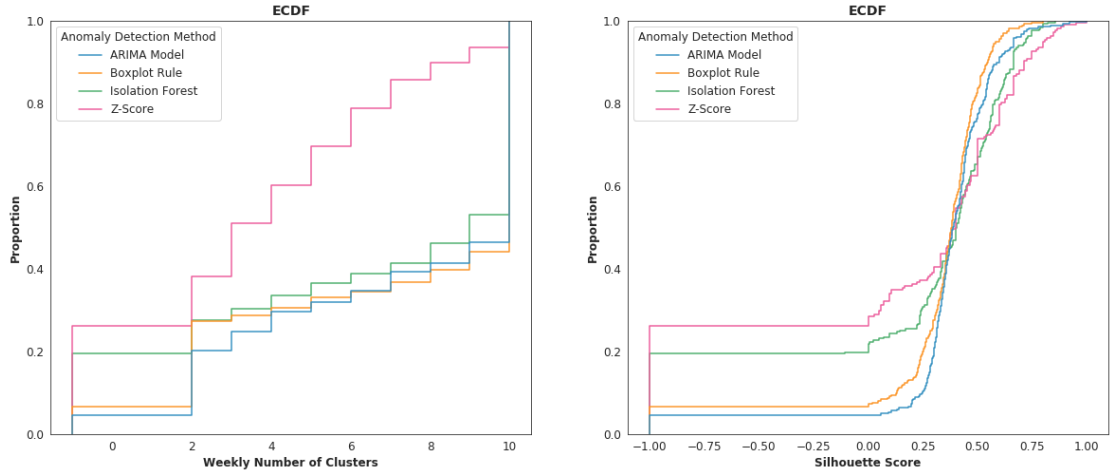 ECDF
Proportion
1.0
0.8
0.6
0.4
0.2
0.0
Anomaly Detection Method
ARIMA Model
Boxplot Rule
Isolation Forest
Z-Score
0 2 4 6 8 10
Weekly Number of Clusters
ECDF
Proportion
1.0
0.8
0.6
0.4
0.2
0.0
Anomaly Detection Method
ARIMA Model
Boxplot Rule
Isolation Forest
Z-Score
−1.00 −0.75 −0.50 −0.25 0.00 0.25 0.50 0.75 1.00
Silhouette Score